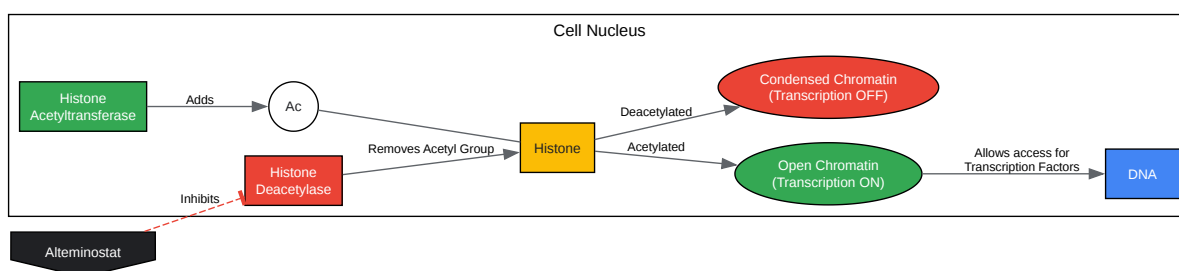 Cell Nucleus
Histone
Acetyltransferase
Adds
Ac
Condensed Chromatin
(Transcription OFF)
Deacetylated
Removes Acetyl Group
Histone
Acetylated
Open Chromatin
(Transcription ON)
Allows access for
Transcription Factors
DNA
Histone
Deacetylase
Inhibits
Alteminostat